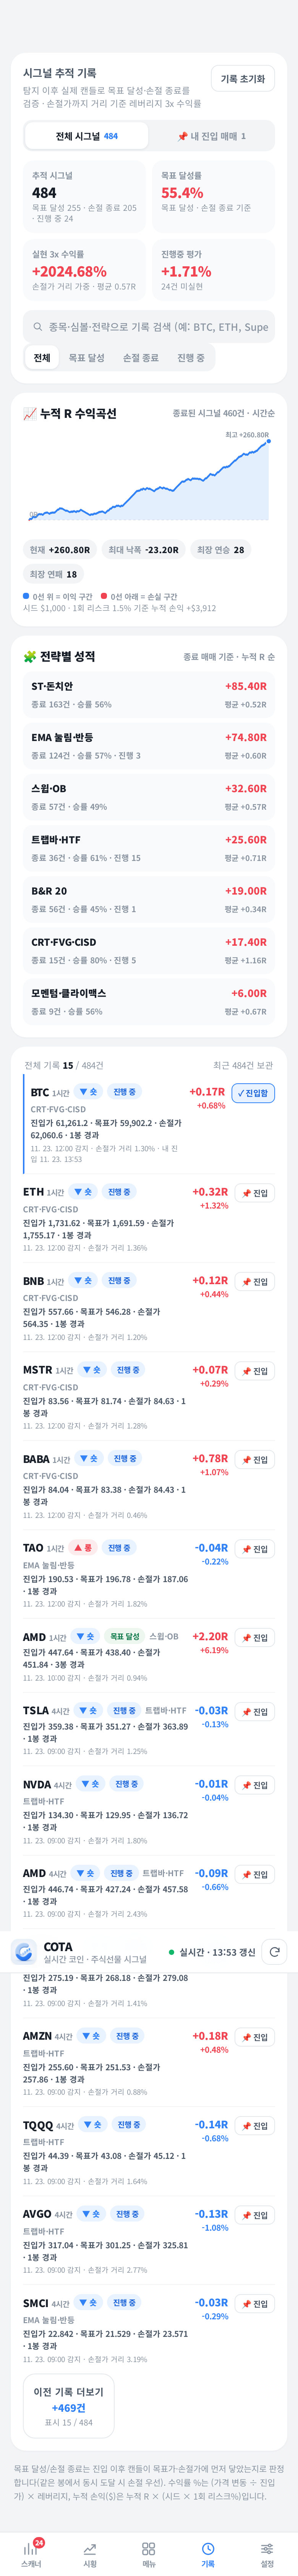 시그널 추적 기록
탐지 이후 실제 캔들로 목표 달성·손절 종료를
검증 · 손절가까지 거리 기준 레버리지 3x 수익률
기록 초기화
전체 시그널 484
📌 내 진입 매매 1
추적 시그널
484
목표 달성 255 · 손절 종료 205
· 진행 중 24
목표 달성률
55.4%
목표 달성 · 손절 종료 기준
실현 3x 수익률
+2024.68%
손절가 거리 가중 · 평균 0.57R
진행중 평가
+1.71%
24건 미실현
종목·심볼·전략으로 기록 검색 (예: BTC, ETH, Supe
전체
목표 달성
손절 종료
진행 중
📈 누적 R 수익곡선
종료된 시그널 460건 · 시간순
최고 +260.80R
0R
현재 +260.80R
최대 낙폭 -23.20R
최장 연승 28
최장 연패 18
0선 위 = 이익 구간
0선 아래 = 손실 구간
시드 $1,000 · 1회 리스크 1.5% 기준 누적 손익 +$3,912
🧩 전략별 성적
종료 매매 기준 · 누적 R 순
ST·돈치안
+85.40R
종료 163건 · 승률 56%
평균 +0.52R
EMA 눌림·반등
+74.80R
종료 124건 · 승률 57% · 진행 3
평균 +0.60R
스윕·OB
+32.60R
종료 57건 · 승률 49%
평균 +0.57R
트랩바·HTF
+25.60R
종료 36건 · 승률 61% · 진행 15
평균 +0.71R
B&R 20
+19.00R
종료 56건 · 승률 45% · 진행 1
평균 +0.34R
CRT·FVG·CISD
+17.40R
종료 15건 · 승률 80% · 진행 5
평균 +1.16R
모멘텀·클라이맥스
+6.00R
종료 9건 · 승률 56%
평균 +0.67R
전체 기록 15 / 484건
최근 484건 보관
BTC 1시간 ▼ 숏 진행 중
+0.17R
✓ 진입함
+0.68%
CRT·FVG·CISD
진입가 61,261.2 · 목표가 59,902.2 · 손절가
62,060.6 · 1봉 경과
11. 23. 12:00 감지 · 손절가 거리 1.30% · 내 진
입 11. 23. 13:53
ETH 1시간 ▼ 숏 진행 중
+0.32R
📌 진입
+1.32%
CRT·FVG·CISD
진입가 1,731.62 · 목표가 1,691.59 · 손절가
1,755.17 · 1봉 경과
11. 23. 12:00 감지 · 손절가 거리 1.36%
BNB 1시간 ▼ 숏 진행 중
+0.12R
📌 진입
+0.44%
CRT·FVG·CISD
진입가 557.66 · 목표가 546.28 · 손절가
564.35 · 1봉 경과
11. 23. 12:00 감지 · 손절가 거리 1.20%
MSTR 1시간 ▼ 숏 진행 중
+0.07R
📌 진입
+0.29%
CRT·FVG·CISD
진입가 83.56 · 목표가 81.74 · 손절가 84.63 · 1
봉 경과
11. 23. 12:00 감지 · 손절가 거리 1.28%
BABA 1시간 ▼ 숏 진행 중
+0.78R
📌 진입
+1.07%
CRT·FVG·CISD
진입가 84.04 · 목표가 83.38 · 손절가 84.43 · 1
봉 경과
11. 23. 12:00 감지 · 손절가 거리 0.46%
TAO 1시간 ▲ 롱 진행 중
-0.04R
📌 진입
-0.22%
EMA 눌림·반등
진입가 190.53 · 목표가 196.78 · 손절가 187.06
· 1봉 경과
11. 23. 12:00 감지 · 손절가 거리 1.82%
AMD 1시간 ▼ 숏 목표 달성 스윕·OB
+2.20R
📌 진입
+6.19%
진입가 447.64 · 목표가 438.40 · 손절가
451.84 · 3봉 경과
11. 23. 10:00 감지 · 손절가 거리 0.94%
TSLA 4시간 ▼ 숏 진행 중 트랩바·HTF
-0.03R
📌 진입
-0.13%
진입가 359.38 · 목표가 351.27 · 손절가 363.89
· 1봉 경과
11. 23. 09:00 감지 · 손절가 거리 1.25%
NVDA 4시간 ▼ 숏 진행 중
-0.01R
📌 진입
-0.04%
트랩바·HTF
진입가 134.30 · 목표가 129.95 · 손절가 136.72
· 1봉 경과
11. 23. 09:00 감지 · 손절가 거리 1.80%
AMD 4시간 ▼ 숏 진행 중 트랩바·HTF
-0.09R
📌 진입
-0.66%
진입가 446.74 · 목표가 427.24 · 손절가 457.58
· 1봉 경과
11. 23. 09:00 감지 · 손절가 거리 2.43%
COTA
실시간 코인 · 주식선물 시그널
실시간 · 13:53 갱신
진입가 275.19 · 목표가 268.18 · 손절가 279.08
· 1봉 경과
11. 23. 09:00 감지 · 손절가 거리 1.41%
AMZN 4시간 ▼ 숏 진행 중
+0.18R
📌 진입
+0.48%
트랩바·HTF
진입가 255.60 · 목표가 251.53 · 손절가
257.86 · 1봉 경과
11. 23. 09:00 감지 · 손절가 거리 0.88%
TQQQ 4시간 ▼ 숏 진행 중
-0.14R
📌 진입
-0.68%
트랩바·HTF
진입가 44.39 · 목표가 43.08 · 손절가 45.12 · 1
봉 경과
11. 23. 09:00 감지 · 손절가 거리 1.64%
AVGO 4시간 ▼ 숏 진행 중
-0.13R
📌 진입
-1.08%
트랩바·HTF
진입가 317.04 · 목표가 301.25 · 손절가 325.81
· 1봉 경과
11. 23. 09:00 감지 · 손절가 거리 2.77%
SMCI 4시간 ▼ 숏 진행 중
-0.03R
📌 진입
-0.29%
EMA 눌림·반등
진입가 22.842 · 목표가 21.529 · 손절가 23.571
· 1봉 경과
11. 23. 09:00 감지 · 손절가 거리 3.19%
이전 기록 더보기
+469건
표시 15 / 484
목표 달성/손절 종료는 진입 이후 캔들이 목표가·손절가에 먼저 닿았는지로 판정
합니다(같은 봉에서 동시 도달 시 손절 우선). 수익률 %는 (가격 변동 ÷ 진입
가) × 레버리지, 누적 손익($)은 누적 R × (시드 × 1회 리스크%)입니다.
24
스캐너
시황
메뉴
기록
설정